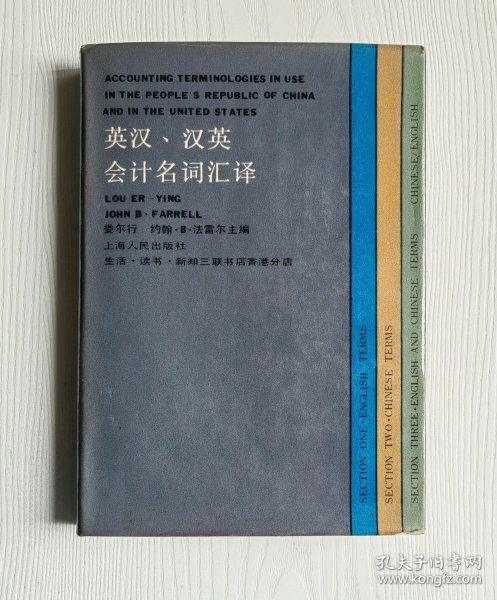 ACCOUNTING TERMINOLOGIES IN USE
IN THE PEOPLE'S REPUBLIC OF CHINA
AND IN THE UNITED STATES
英汉、汉英
会计名词汇译
LOU ER-YING
JOHN B·FARRELL
娄尔行 约翰·B·法雷尔主编
上海人民出版社
生活·读书·新知三联书店香港分店
SECTION ONE·ENGLISH TERMS
SECTION TWO·CHINESE TERMS
SECTION THREE·ENGLISH AND CHINESE TERMS CHINESE/ENGLISH
孔夫子旧书网
www.kongfz.com